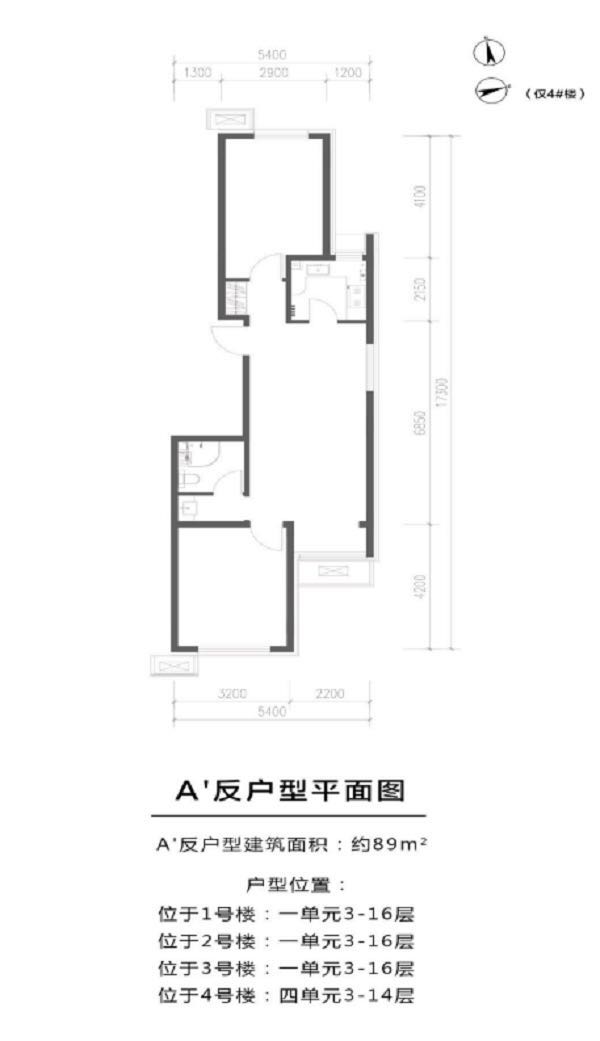 5400
1300 2900 1200
（仅4#楼）
4100
2150
17300
6850
4200
3200 2200
5400
A'反户型平面图
A'反户型建筑面积：约89m²
户型位置：
位于1号楼：一单元3-16层
位于2号楼：一单元3-16层
位于3号楼：一单元3-16层
位于4号楼：四单元3-14层